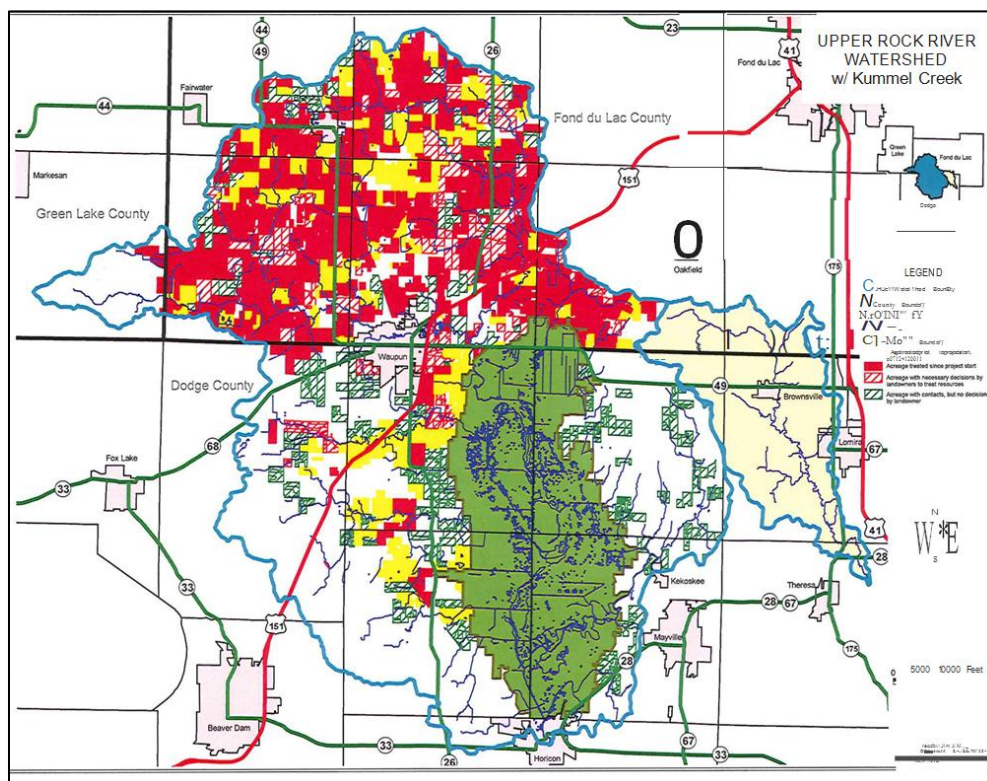 UPPER ROCK RIVER
WATERSHED
w/ Kummel Creek
44
49
26
23
41
Fond du Lac
Fairwater
44
Fond du Lac County
Green
Lake
Fond du Lac
Dodge
Markesan
151
Green Lake County
0
Oakfield
175
LEGEND
Acreage treated since project start
Acreage with necessary decisions by
landowners to treat resources
Acreage with contacts, but no decision
by landowner
Waupun
Dodge County
49
Brownsville
68
Lomira
67
Fox Lake
33
41
N
W E
S
28
Kekoskee
Theresa
33
28
67
Mayville
151
28
175
5000 10000 Feet
Beaver Dam
33
67
33
Horicon
26